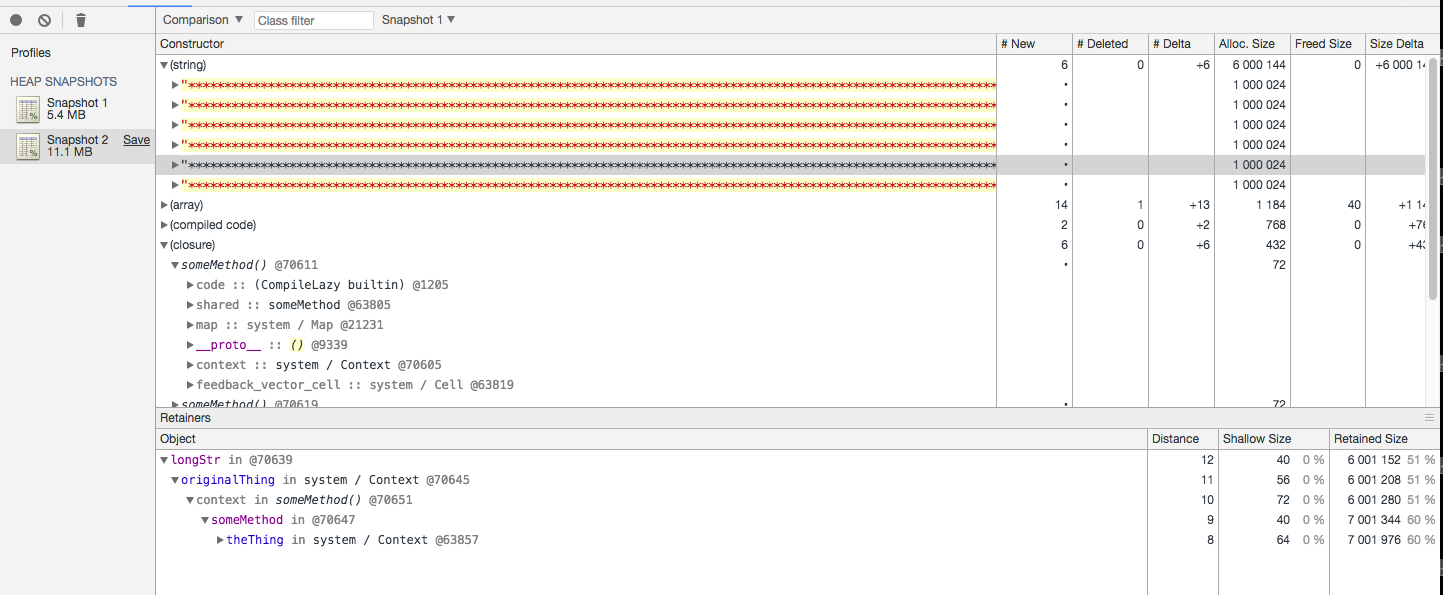 Comparison ▼ Class filter Snapshot 1 ▼
Profiles
HEAP SNAPSHOTS
Snapshot 1
5.4 MB
Snapshot 2 Save
11.1 MB
Constructor # New # Deleted # Delta Alloc. Size Freed Size Size Delta
▼(string) 6 0 +6 6 000 144 0 +6 000 14
▶"**************************************************************************************************** • 1 000 024
▶"**************************************************************************************************** • 1 000 024
▶"**************************************************************************************************** • 1 000 024
▶"**************************************************************************************************** • 1 000 024
▶"**************************************************************************************************** • 1 000 024
▶"**************************************************************************************************** • 1 000 024
▶(array) 14 1 +13 1 184 40 +1 14
▶(compiled code) 2 0 +2 768 0 +76
▼(closure) 6 0 +6 432 0 +43
▼someMethod() @70611 • 72
▶code :: (CompileLazy builtin) @1205
▶shared :: someMethod @63805
▶map :: system / Map @21231
▶__proto__ :: () @9339
▶context :: system / Context @70605
▶feedback_vector_cell :: system / Cell @63819
▶someMethod() @70619 • 72
Retainers
Object Distance Shallow Size Retained Size
▼longStr in @70639 12 40 0 % 6 001 152 51 %
▼originalThing in system / Context @70645 11 56 0 % 6 001 208 51 %
▼context in someMethod() @70651 10 72 0 % 6 001 280 51 %
▼someMethod in @70647 9 40 0 % 7 001 344 60 %
▶theThing in system / Context @63857 8 64 0 % 7 001 976 60 %